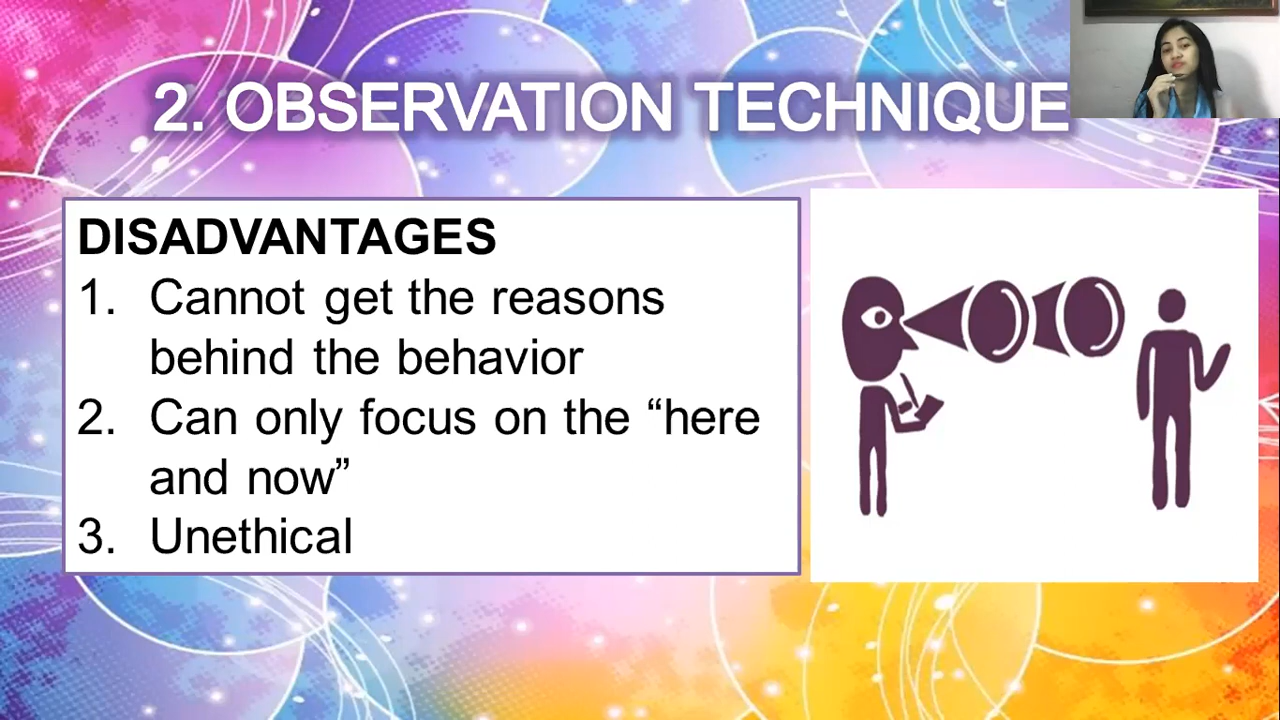 2. OBSERVATION TECHNIQUE
DISADVANTAGES
1. Cannot get the reasons
behind the behavior
2. Can only focus on the “here
and now”
3. Unethical